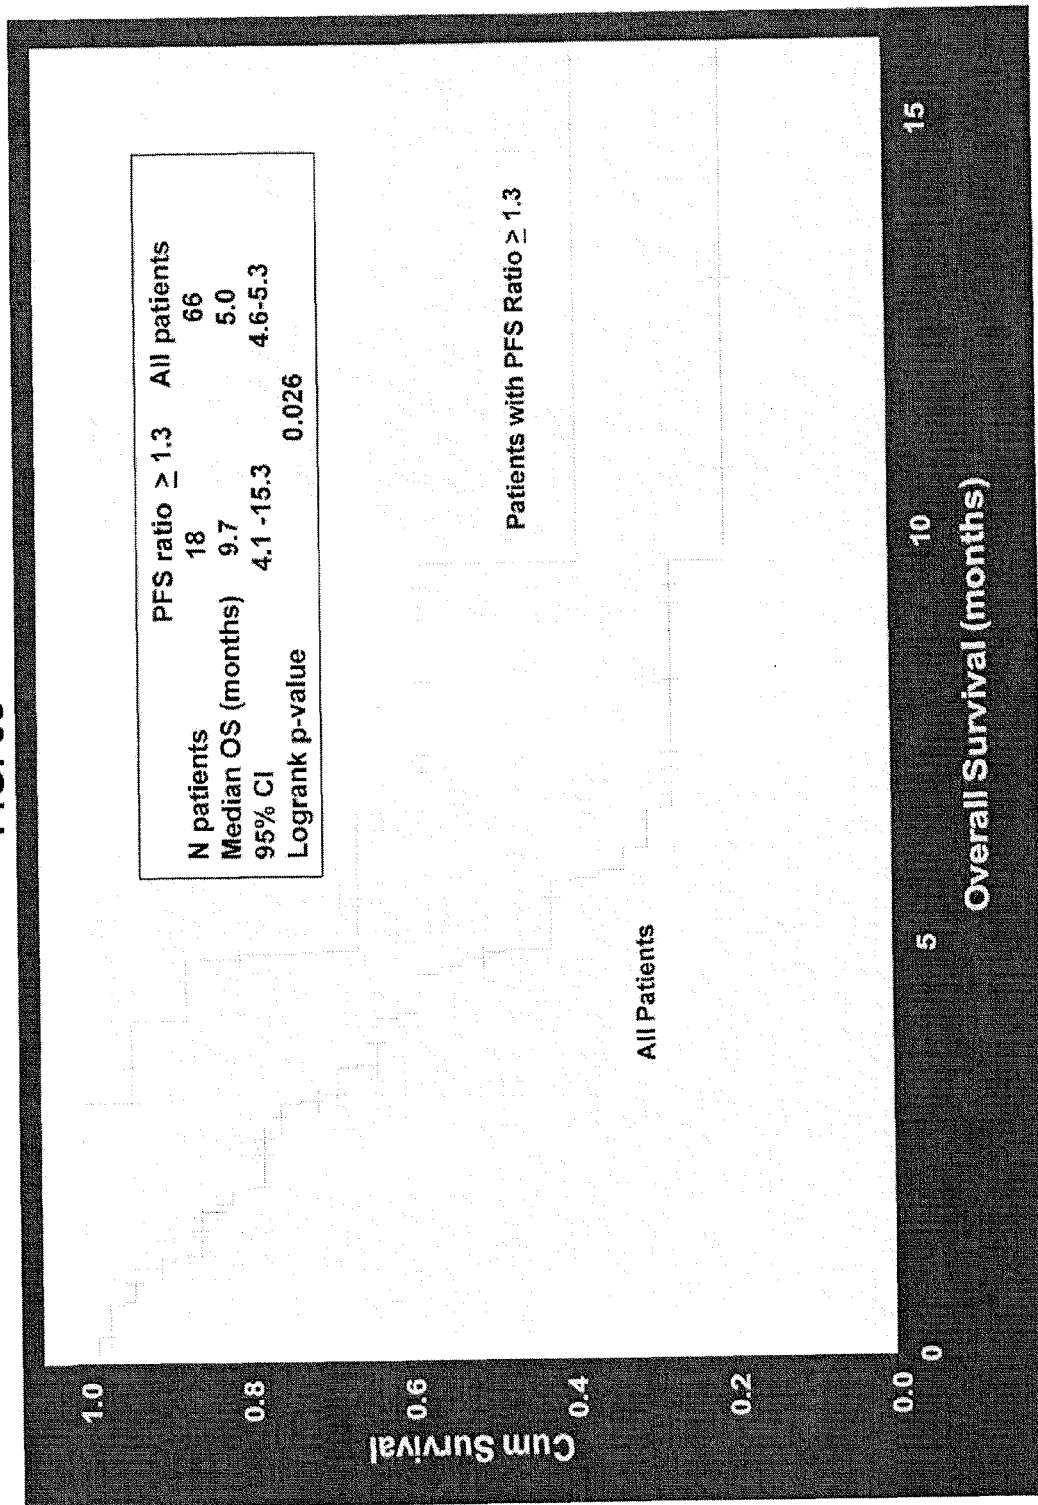 PFS ratio ≥ 1.3 All patients
N patients 18 66
Median OS (months) 9.7 5.0
95% CI 4.1 -15.3 4.6-5.3
Logrank p-value 0.026
Patients with PFS Ratio ≥ 1.3
All Patients
Cum Survival
1.0
0.8
0.6
0.4
0.2
0.0
0
5
10
15
Overall Survival (months)